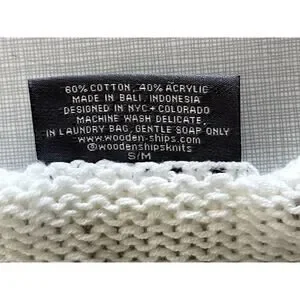 60% COTTON, 40% ACRYLIC
MADE IN BALI, INDONESIA
DESIGNED IN NYC + COLORADO
MACHINE WASH DELICATE,
IN LAUNDRY BAG, GENTLE SOAP ONLY
www.wooden-ships.com
@woodenshipsknits
S/M